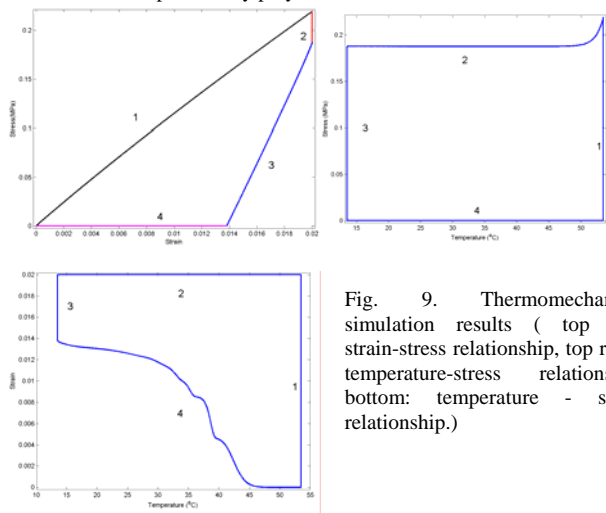 0.2
0.15
0.1
0.05
0
Stress(MPa)
1
2
3
4
0 0.002 0.004 0.006 0.008 0.01 0.012 0.014 0.016 0.018 0.02
Strain
0.2
0.15
0.1
0.05
0
Stress (MPa)
2
3
1
4
15 20 25 30 35 40 45 50
Temperature (°C)
0.02
0.018
0.016
0.014
0.012
0.01
0.008
0.006
0.004
0.002
0
Strain
2
3
1
4
10 15 20 25 30 35 40 45 50 55
Temperature (°C)
Fig. 9. Thermomechan
simulation results ( top
strain-stress relationship, top r
temperature-stress relations
bottom: temperature - s
relationship.)